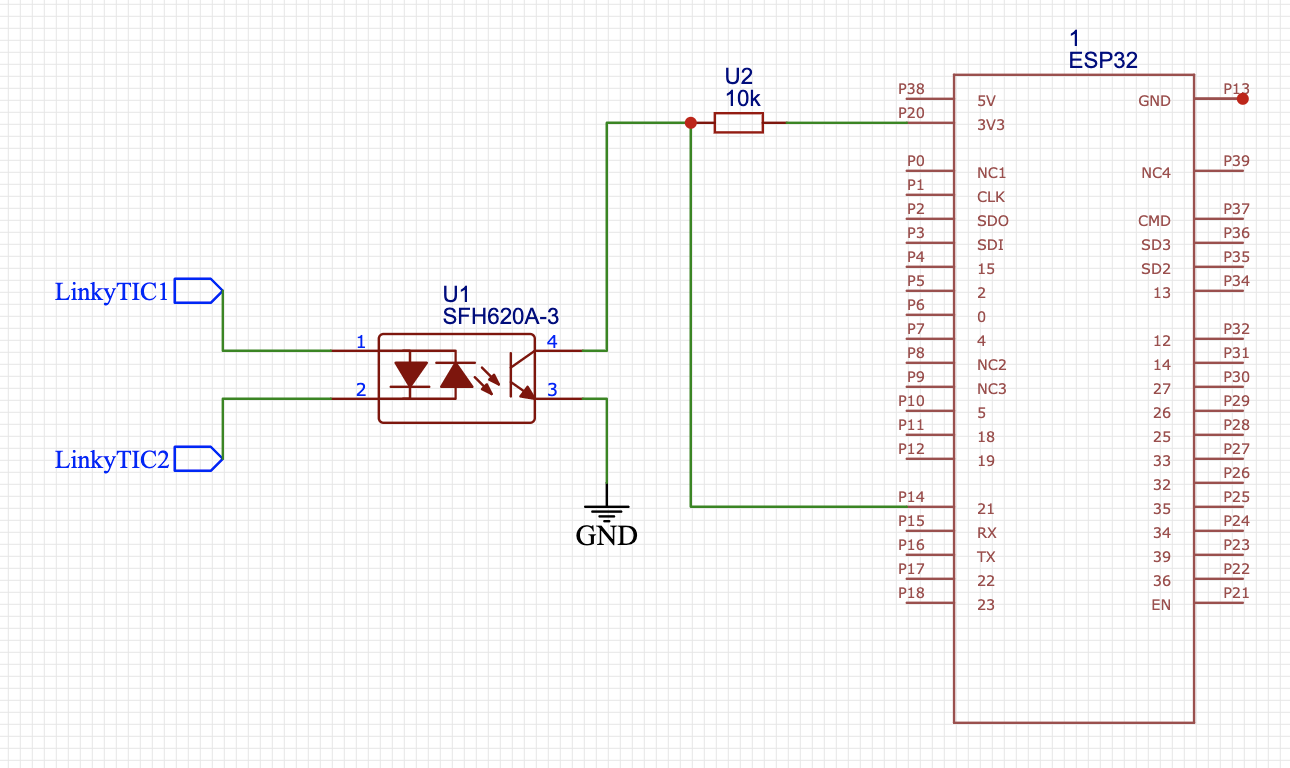 1
ESP32
U2
10k
P38 5V GND P13
P20 3V3
P0 NC1 NC4 P39
P1 CLK
P2 SDO CMD P37
P3 SDI SD3 P36
P4 15 SD2 P35
P5 2 13 P34
P6 0
P7 4 12 P32
P8 NC2 14 P31
P9 NC3 27 P30
P10 5 26 P29
P11 18 25 P28
P12 19 33 P27
32 P26
P14 21 35 P25
P15 RX 34 P24
P16 TX 39 P23
P17 22 36 P22
P18 23 EN P21
LinkyTIC1
U1
SFH620A-3
1 4
2 3
LinkyTIC2
GND